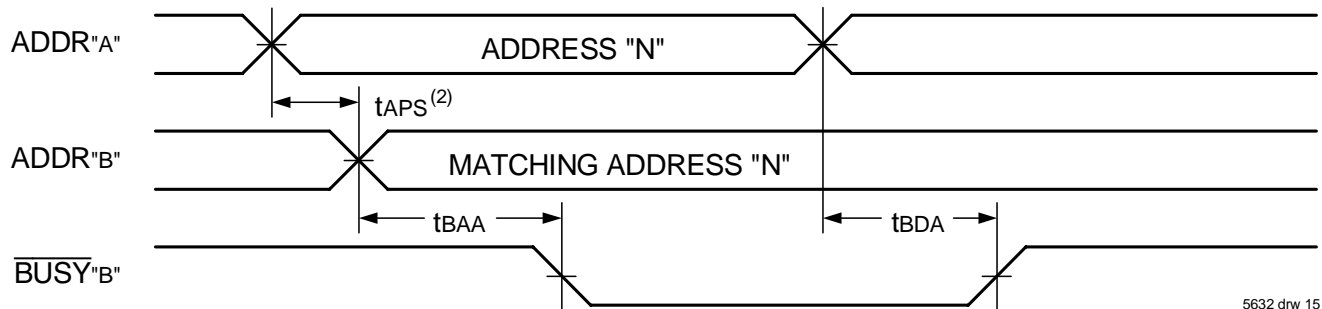 ADDR"A" ADDRESS "N"
tAPS(2)
ADDR"B" MATCHING ADDRESS "N"
tBAA tBDA
BUSY"B"
5632 drw 15